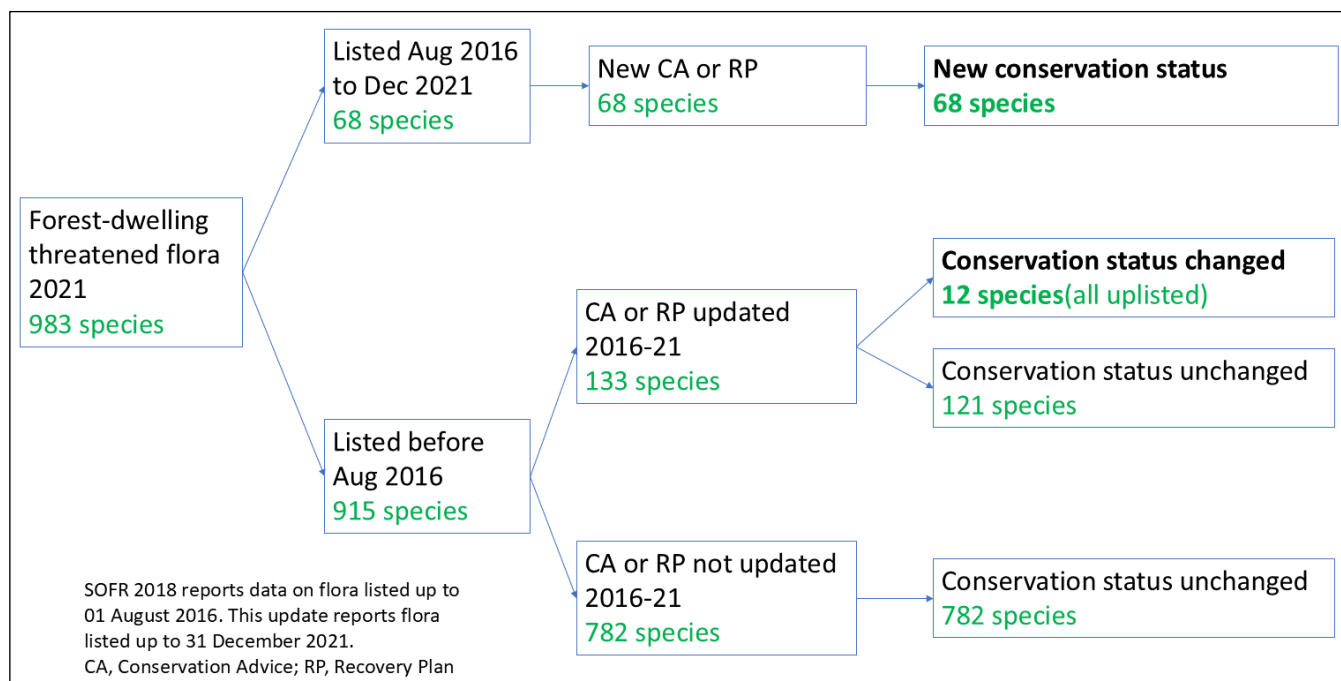 Listed Aug 2016
to Dec 2021
68 species
New CA or RP
68 species
New conservation status
68 species
Forest-dwelling
threatened flora
2021
983 species
Conservation status changed
12 species(all uplisted)
CA or RP updated
2016-21
133 species
Conservation status unchanged
121 species
Listed before
Aug 2016
915 species
CA or RP not updated
2016-21
782 species
Conservation status unchanged
782 species
SOFR 2018 reports data on flora listed up to
01 August 2016. This update reports flora
listed up to 31 December 2021.
CA, Conservation Advice; RP, Recovery Plan